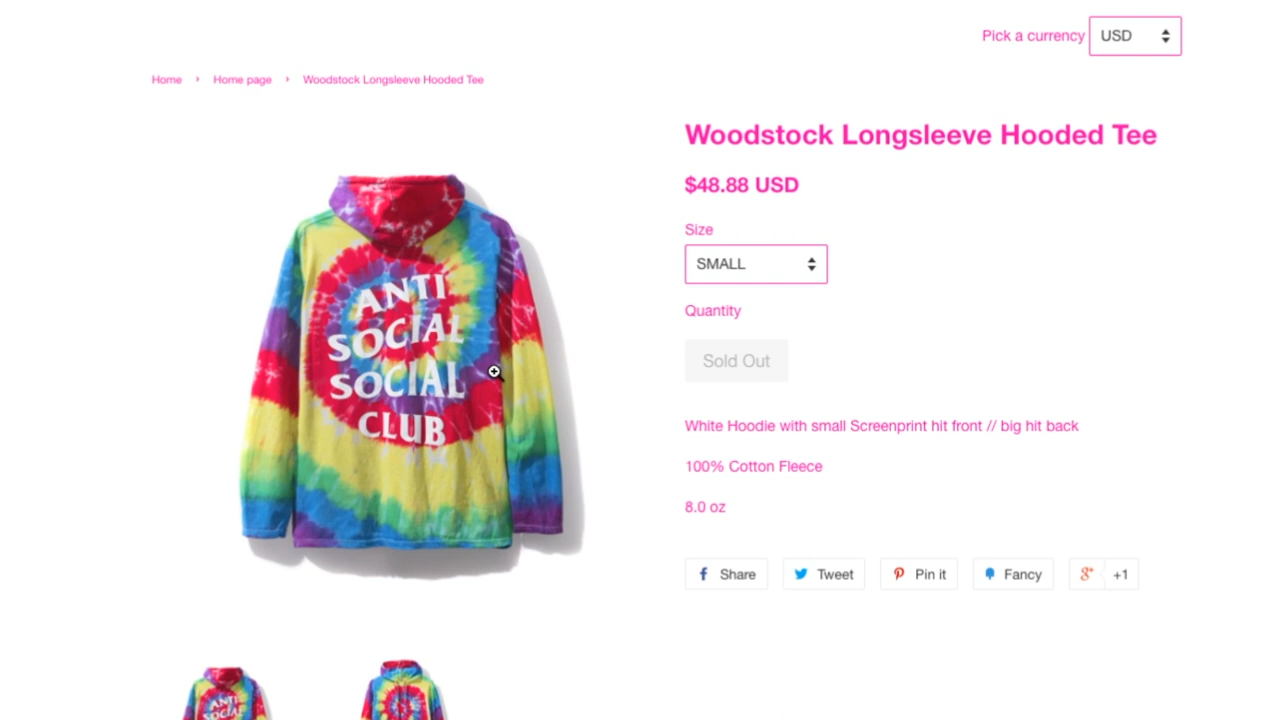 Pick a currency USD
Home › Home page › Woodstock Longsleeve Hooded Tee
Woodstock Longsleeve Hooded Tee
$48.88 USD
Size
SMALL
Quantity
Sold Out
White Hoodie with small Screenprint hit front // big hit back
100% Cotton Fleece
8.0 oz
Share Tweet Pin it Fancy +1
ANTI
SOCIAL
SOCIAL
CLUB
ANTI
SOCIAL